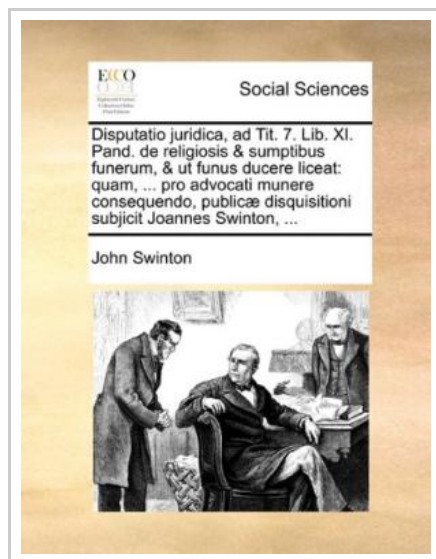 ECCO
Social Sciences
Disputatio juridica, ad Tit. 7. Lib. XI.
Pand. de religiosis & sumptibus
funerum, & ut funus ducere liceat:
quam, ... pro advocati munere
consequendo, publicæ disquisitioni
subjicit Joannes Swinton, ...
John Swinton